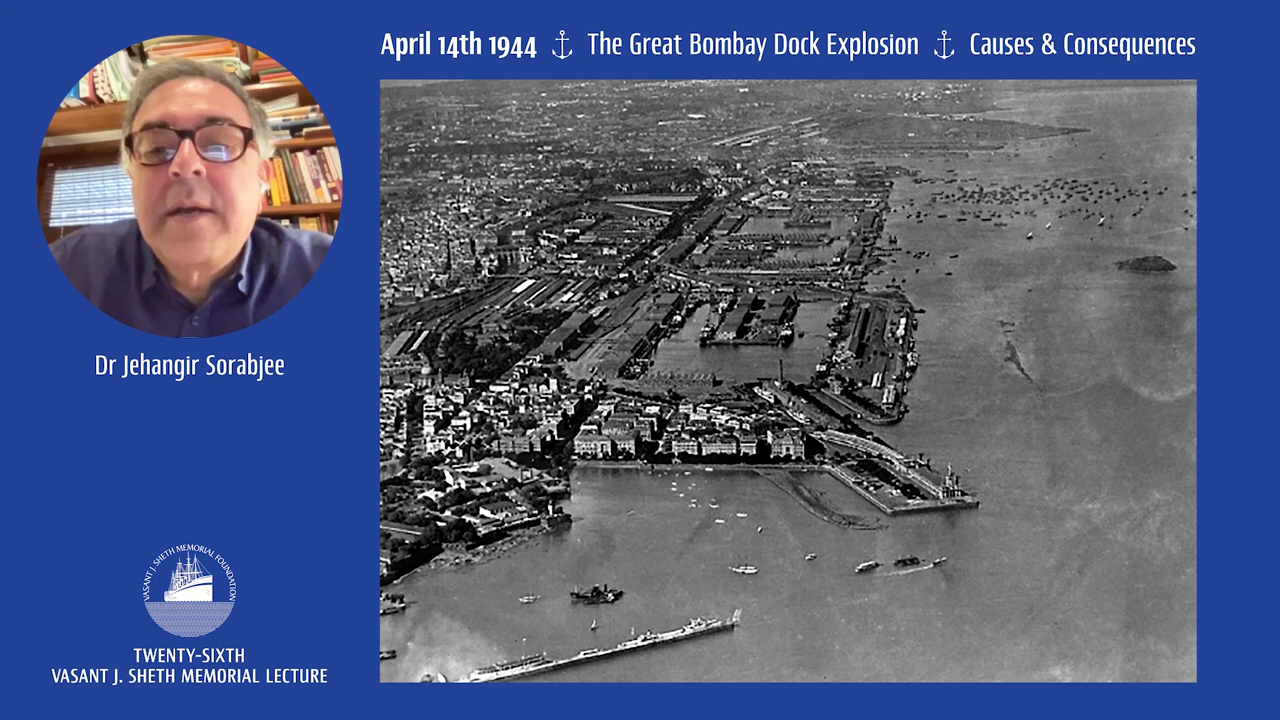 April 14th 1944 The Great Bombay Dock Explosion Causes & Consequences
Dr Jehangir Sorabjee
VASANT J. SHETH MEMORIAL FOUNDATION
TWENTY-SIXTH
VASANT J. SHETH MEMORIAL LECTURE